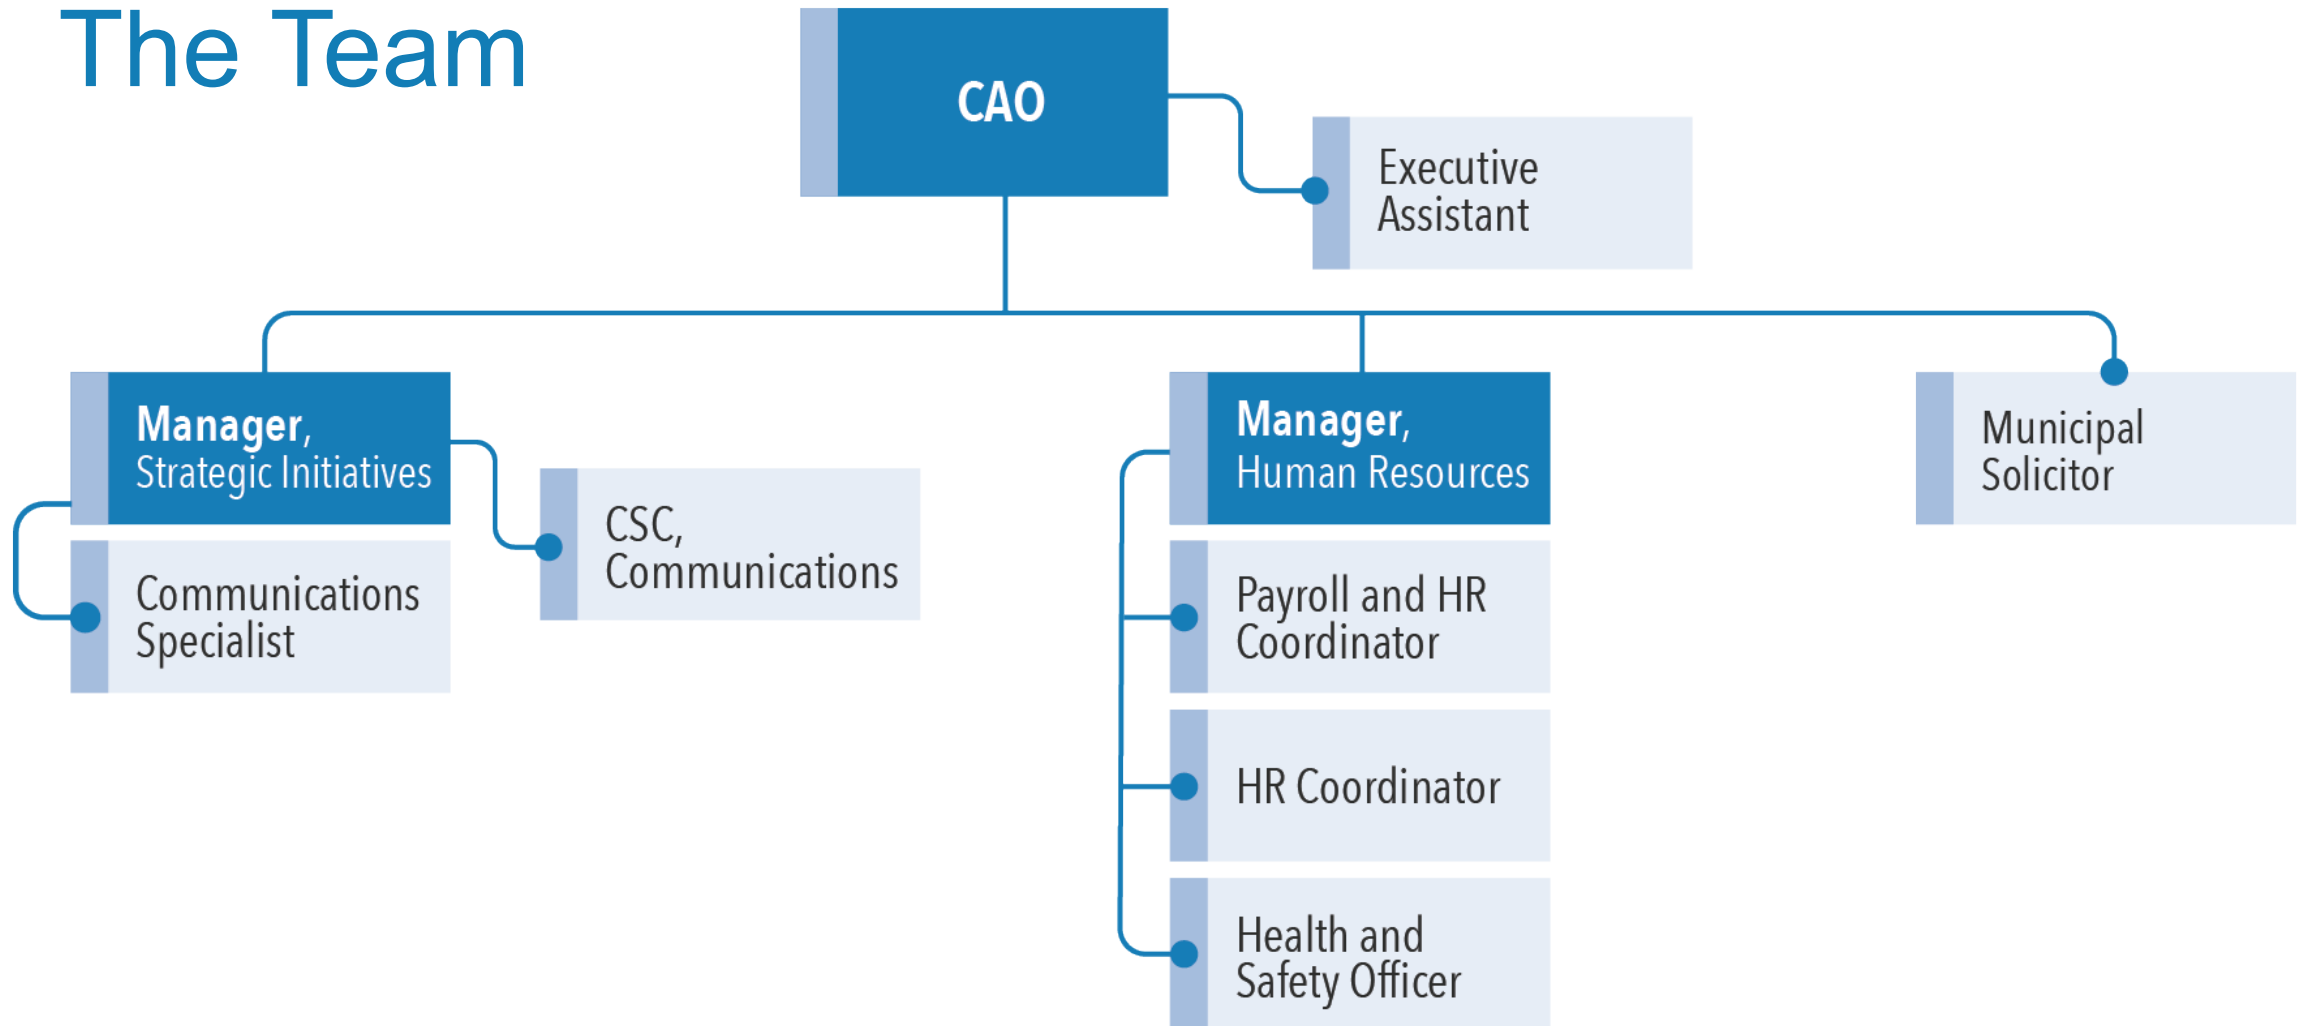 The Team
CAO
Executive
Assistant
Manager,
Strategic Initiatives
Communications
Specialist
CSC,
Communications
Manager,
Human Resources
Payroll and HR
Coordinator
HR Coordinator
Health and
Safety Officer
Municipal
Solicitor